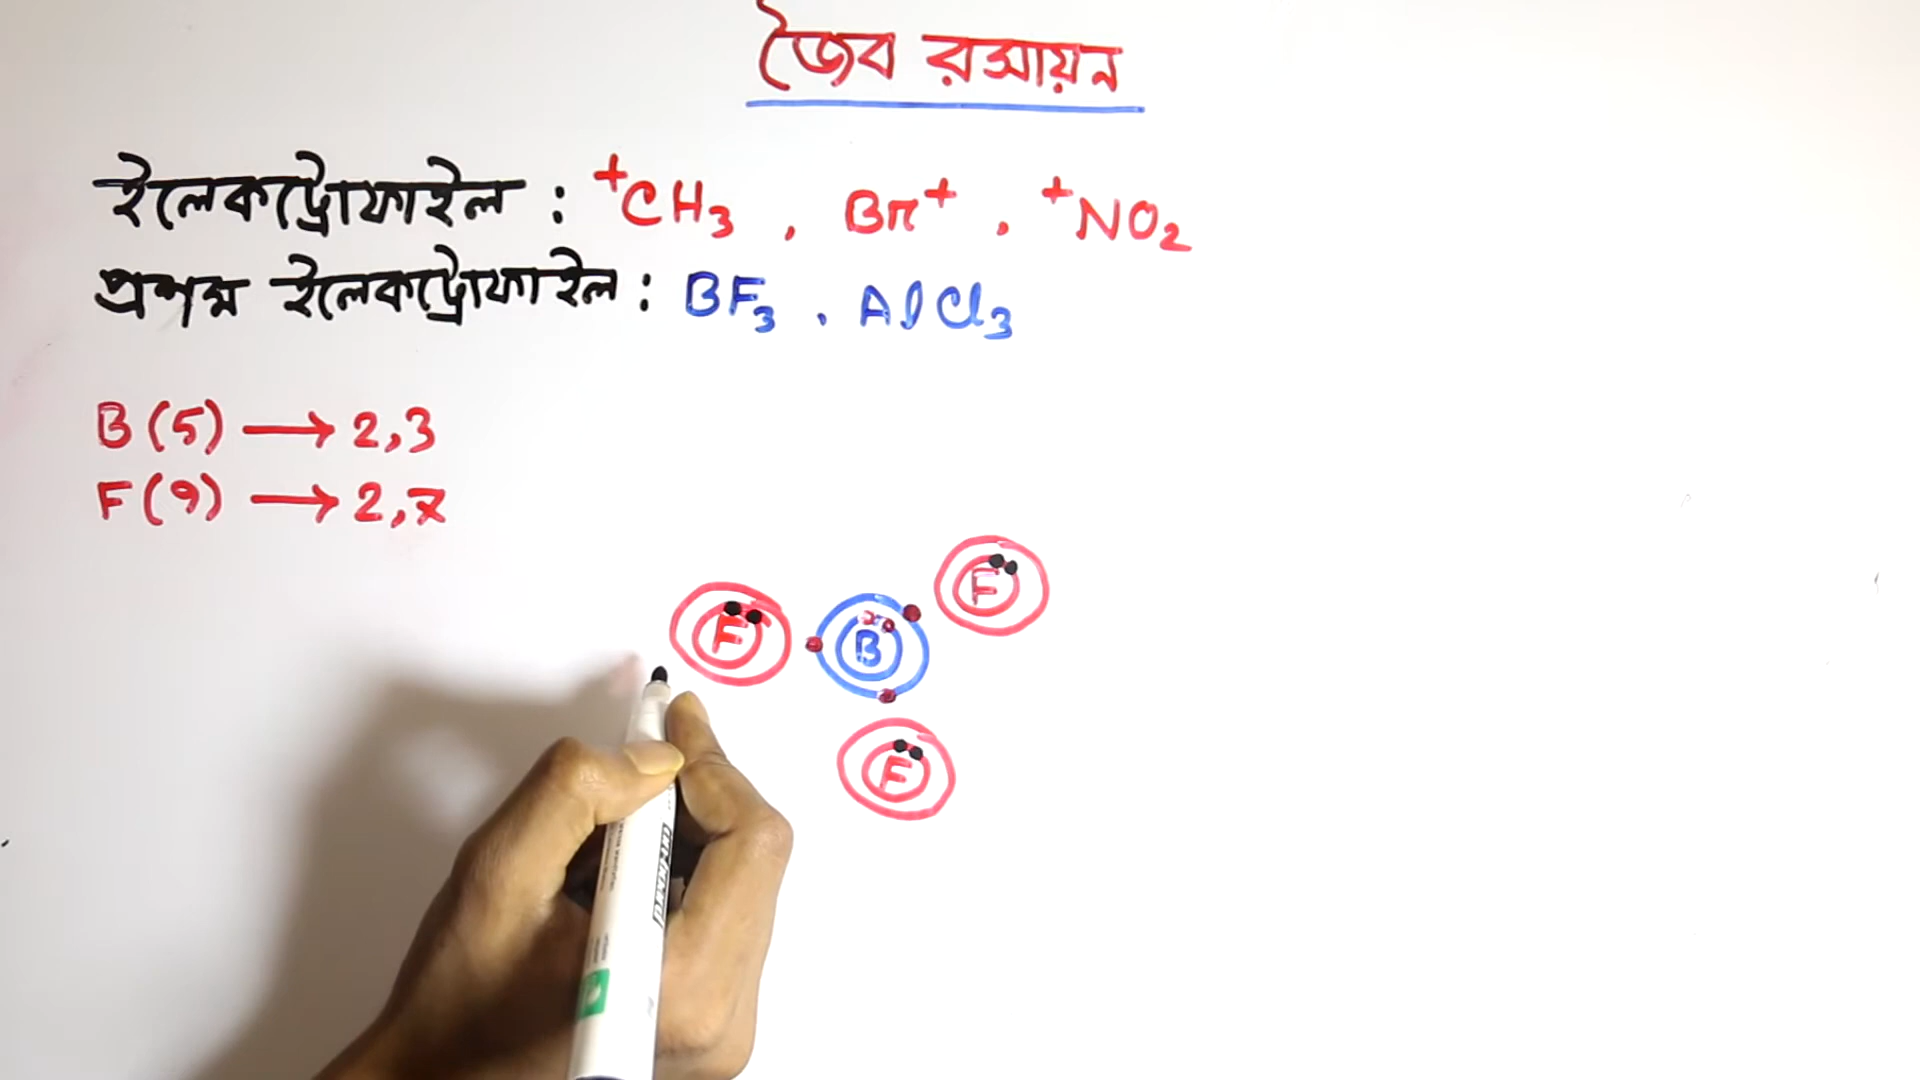 জৈব রসায়ন
ইলেকট্রোফাইল : ⁺CH₃ , Br⁺ , ⁺NO₂
প্রশম ইলেকট্রোফাইল : BF₃ , AlCl₃
B (5) → 2,3
F (9) → 2,7
F
F B
F